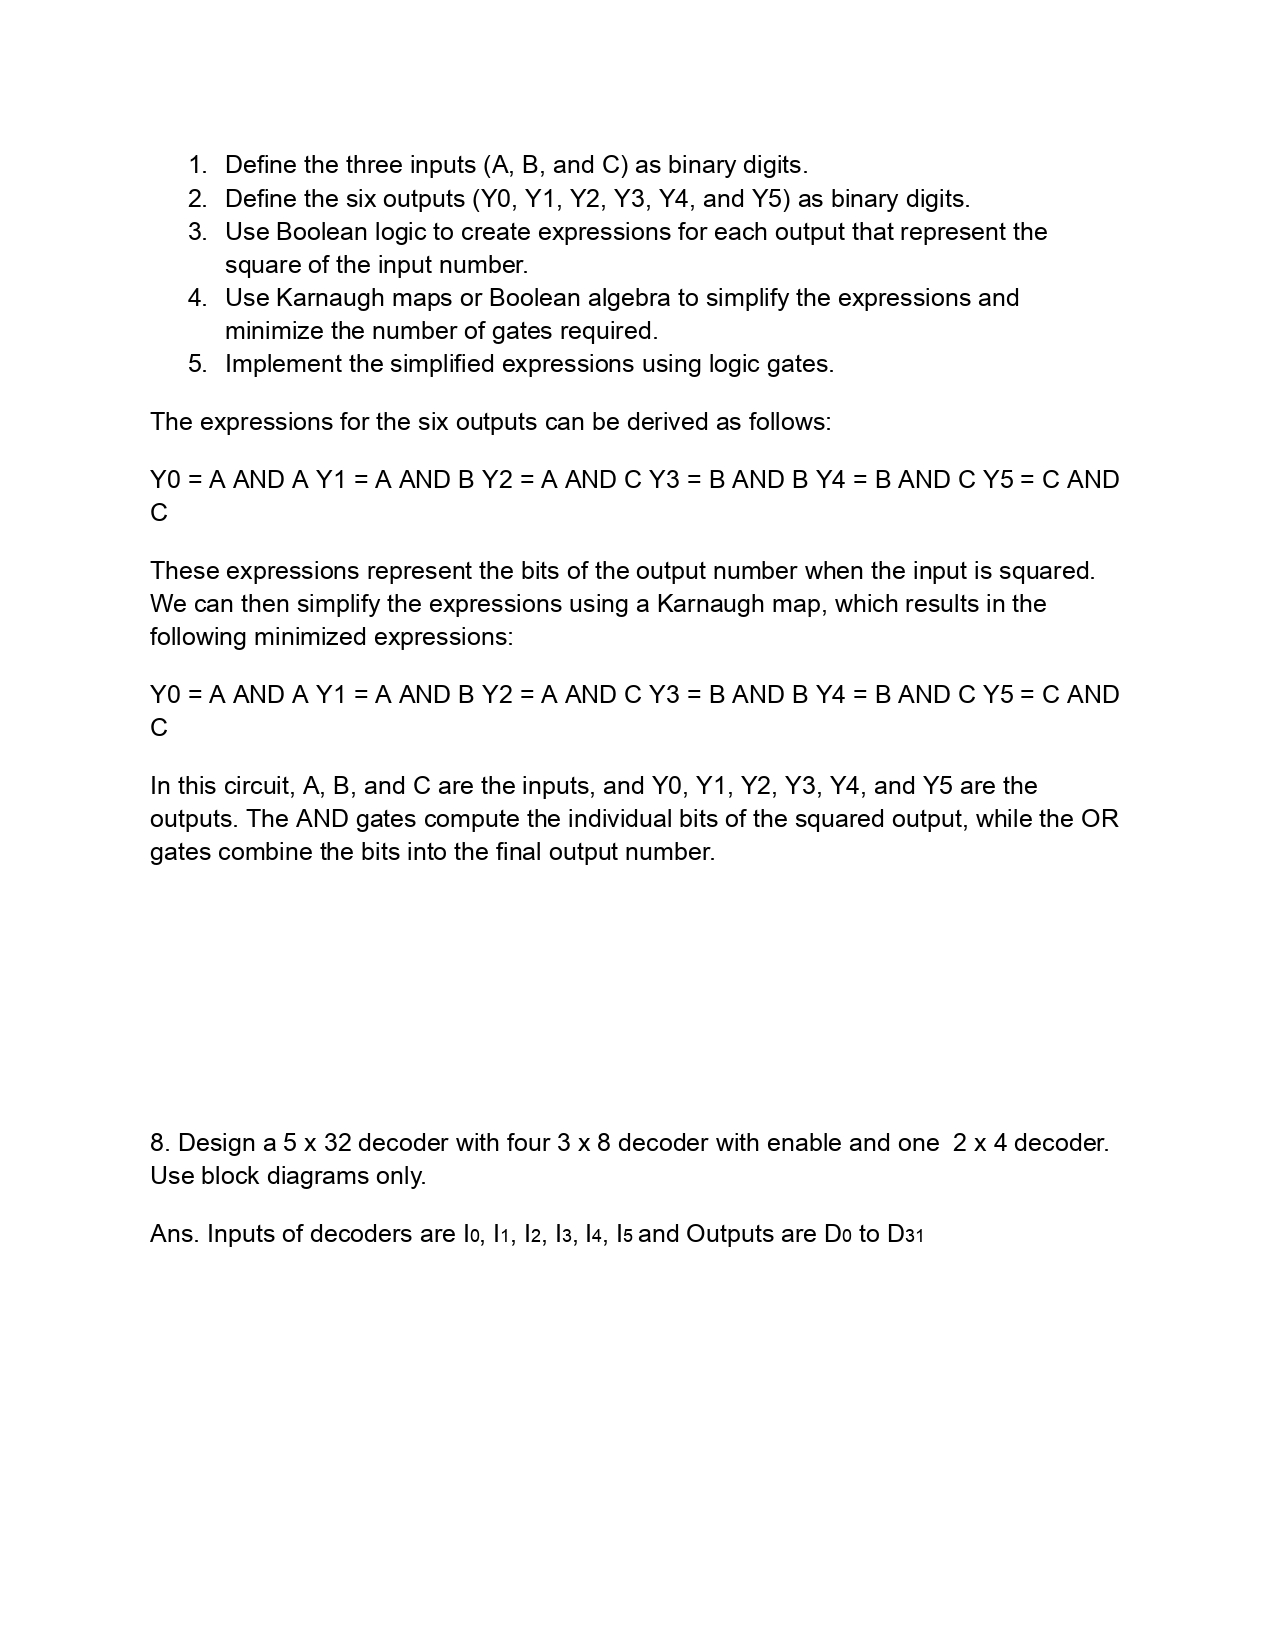 1. Define the three inputs (A, B, and C) as binary digits.
2. Define the six outputs (Y0, Y1, Y2, Y3, Y4, and Y5) as binary digits.
3. Use Boolean logic to create expressions for each output that represent the
square of the input number.
4. Use Karnaugh maps or Boolean algebra to simplify the expressions and
minimize the number of gates required.
5. Implement the simplified expressions using logic gates.
The expressions for the six outputs can be derived as follows:
Y0 = A AND A Y1 = A AND B Y2 = A AND C Y3 = B AND B Y4 = B AND C Y5 = C AND
C
These expressions represent the bits of the output number when the input is squared.
We can then simplify the expressions using a Karnaugh map, which results in the
following minimized expressions:
Y0 = A AND A Y1 = A AND B Y2 = A AND C Y3 = B AND B Y4 = B AND C Y5 = C AND
C
In this circuit, A, B, and C are the inputs, and Y0, Y1, Y2, Y3, Y4, and Y5 are the
outputs. The AND gates compute the individual bits of the squared output, while the OR
gates combine the bits into the final output number.
8. Design a 5 x 32 decoder with four 3 x 8 decoder with enable and one  2 x 4 decoder.
Use block diagrams only.
Ans. Inputs of decoders are I0, I1, I2, I3, I4, I5 and Outputs are D0 to D31